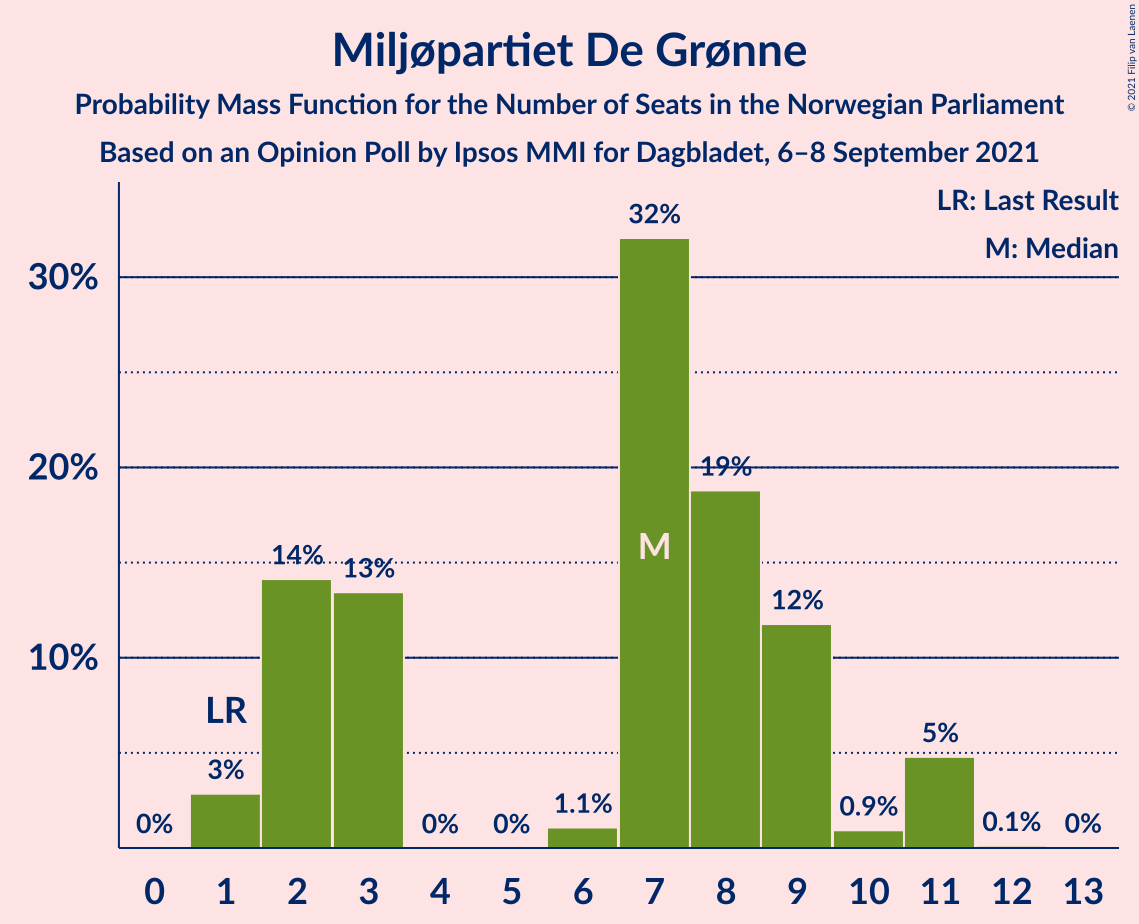 Miljøpartiet De Grønne
Probability Mass Function for the Number of Seats in the Norwegian Parliament
Based on an Opinion Poll by Ipsos MMI for Dagbladet, 6–8 September 2021
© 2021 Filip van Laenen
LR: Last Result
M: Median
32%
30%
20%
19%
M
14%
13%
12%
10%
LR
5%
3%
1.1%
0.9%
0% 0% 0% 0.1% 0%
0 1 2 3 4 5 6 7 8 9 10 11 12 13